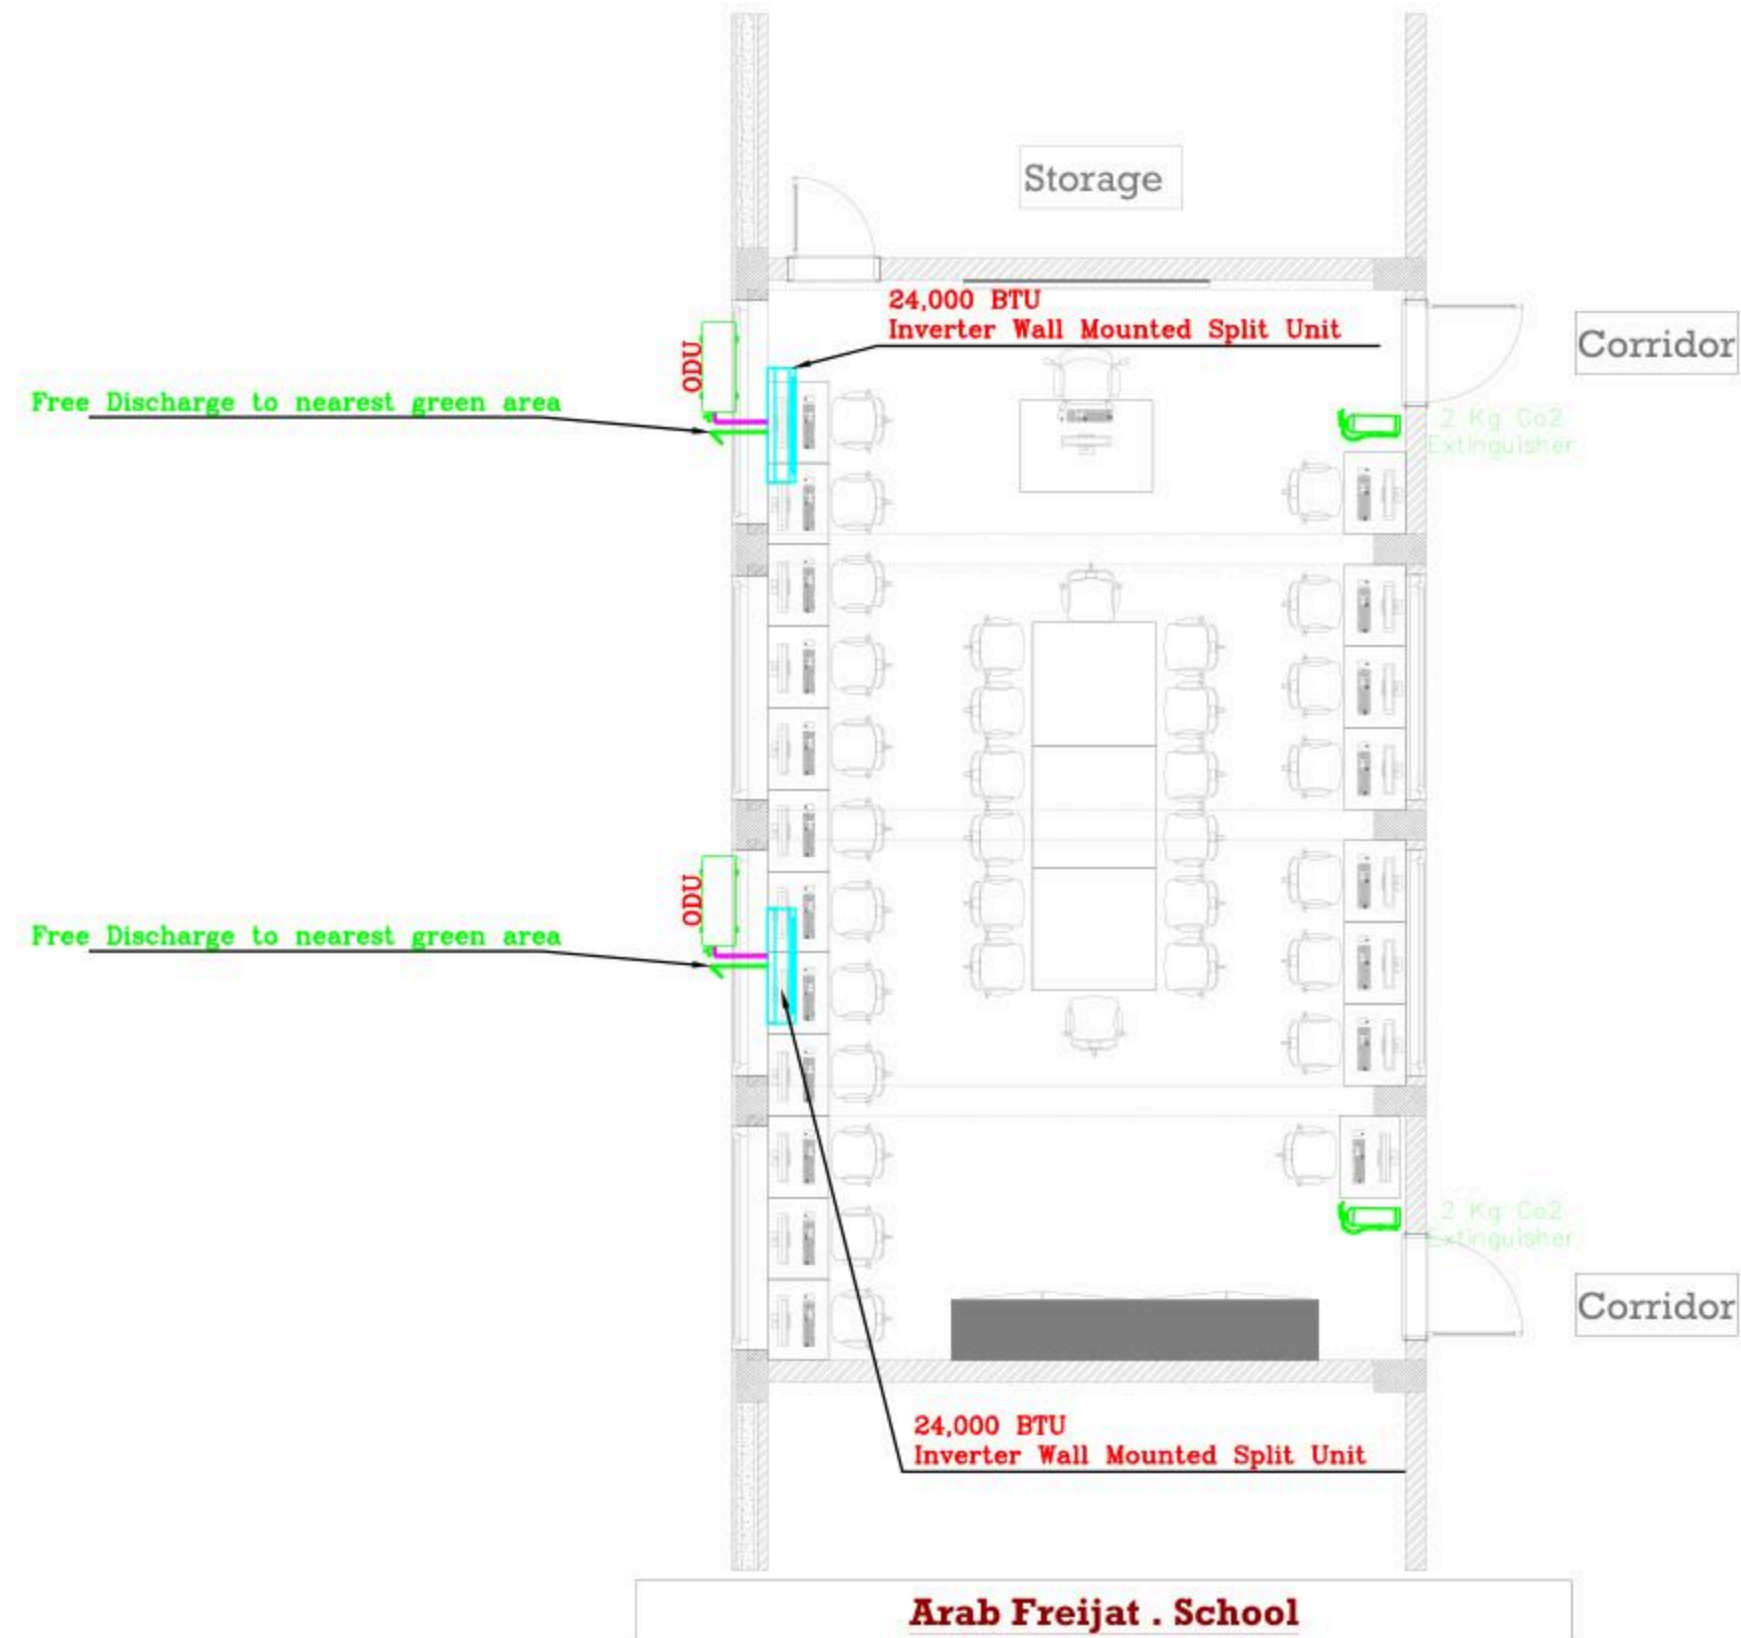 Storage
24,000 BTU
Inverter Wall Mounted Split Unit
Corridor
ODU
Free Discharge to nearest green area
2 Kg Co2
Extinguisher
ODU
Free Discharge to nearest green area
2 Kg Co2
Extinguisher
Corridor
24,000 BTU
Inverter Wall Mounted Split Unit
Arab Freijat . School